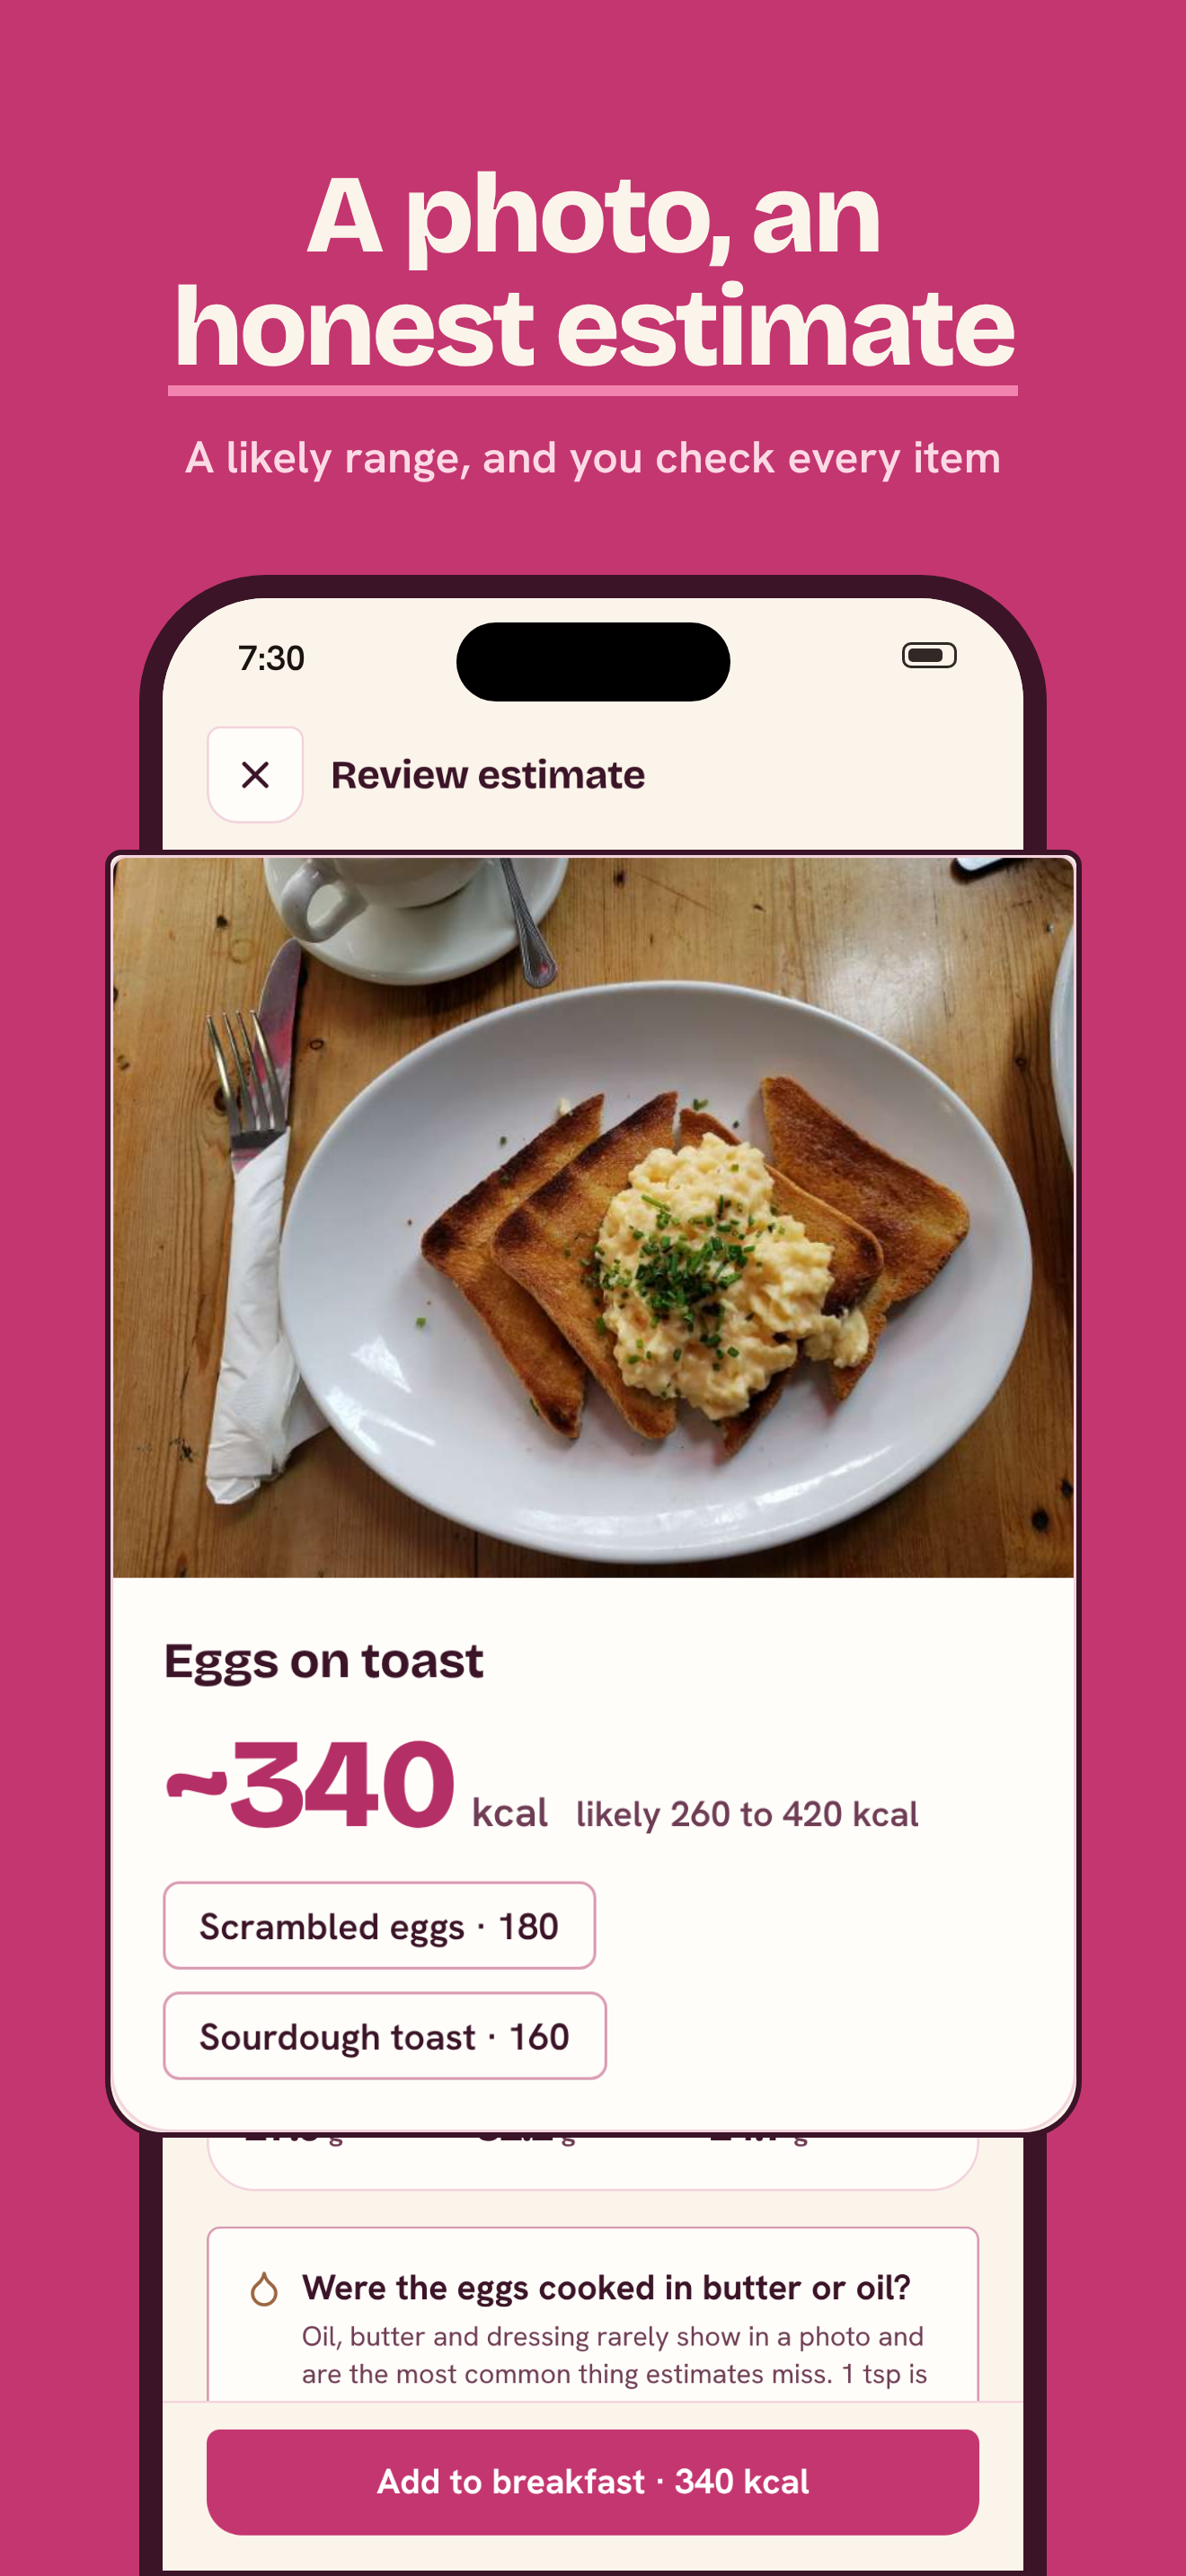 A photo, an
honest estimate
A likely range, and you check every item
7:30
Review estimate
Eggs on toast
~340 kcal likely 260 to 420 kcal
Scrambled eggs · 180
Sourdough toast · 160
g g g
Were the eggs cooked in butter or oil?
Oil, butter and dressing rarely show in a photo and
are the most common thing estimates miss. 1 tsp is
Add to breakfast · 340 kcal